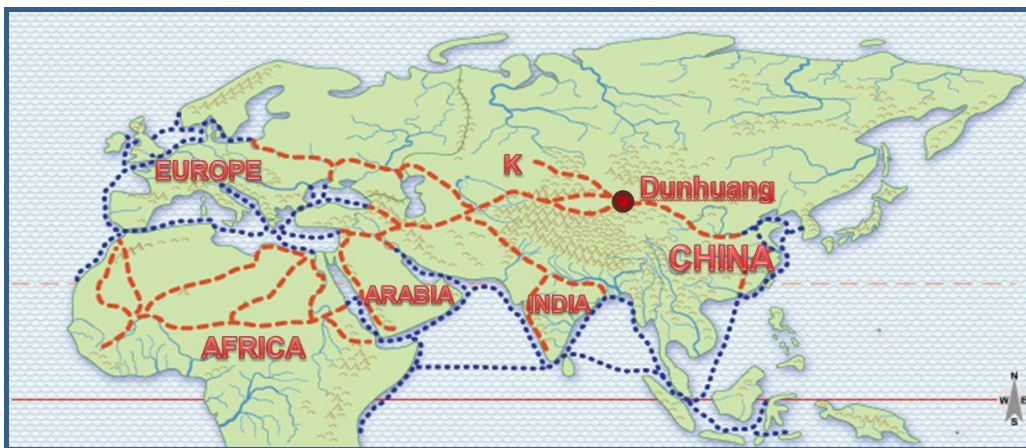 K
Dunhuang
EUROPE
CHINA
ARABIA
INDIA
AFRICA
N
W E
S